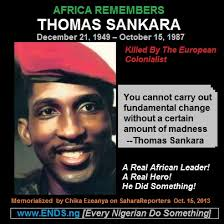 AFRICA REMEMBERS
THOMAS SANKARA
December 21, 1949 – October 15, 1987
Killed By The European
Colonialist
You cannot carry out
fundamental change
without a certain
amount of madness
--Thomas Sankara
A Real African Leader!
A Real Hero!
He Did Something!
Memorialized by Chika Ezeanya on SaharaReporters Oct. 15, 2013
www.ENDS.ng [Every Nigerian Do Something]